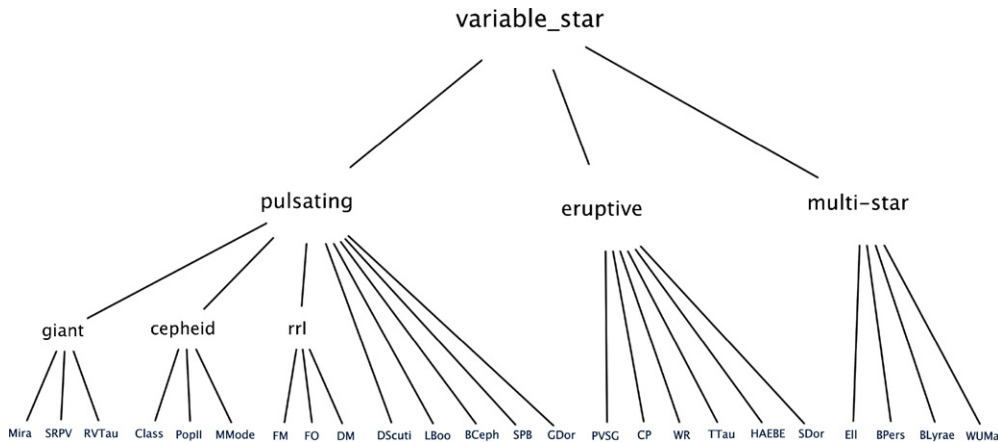 variable_star
pulsating eruptive multi-star
giant cepheid rrl
Mira SRPV RVTau Class PopII MMode FM FO DM DScuti LBoo BCeph SPB GDor PVSG CP WR TTau HAEBE SDor Ell BPers BLyrae WUMa